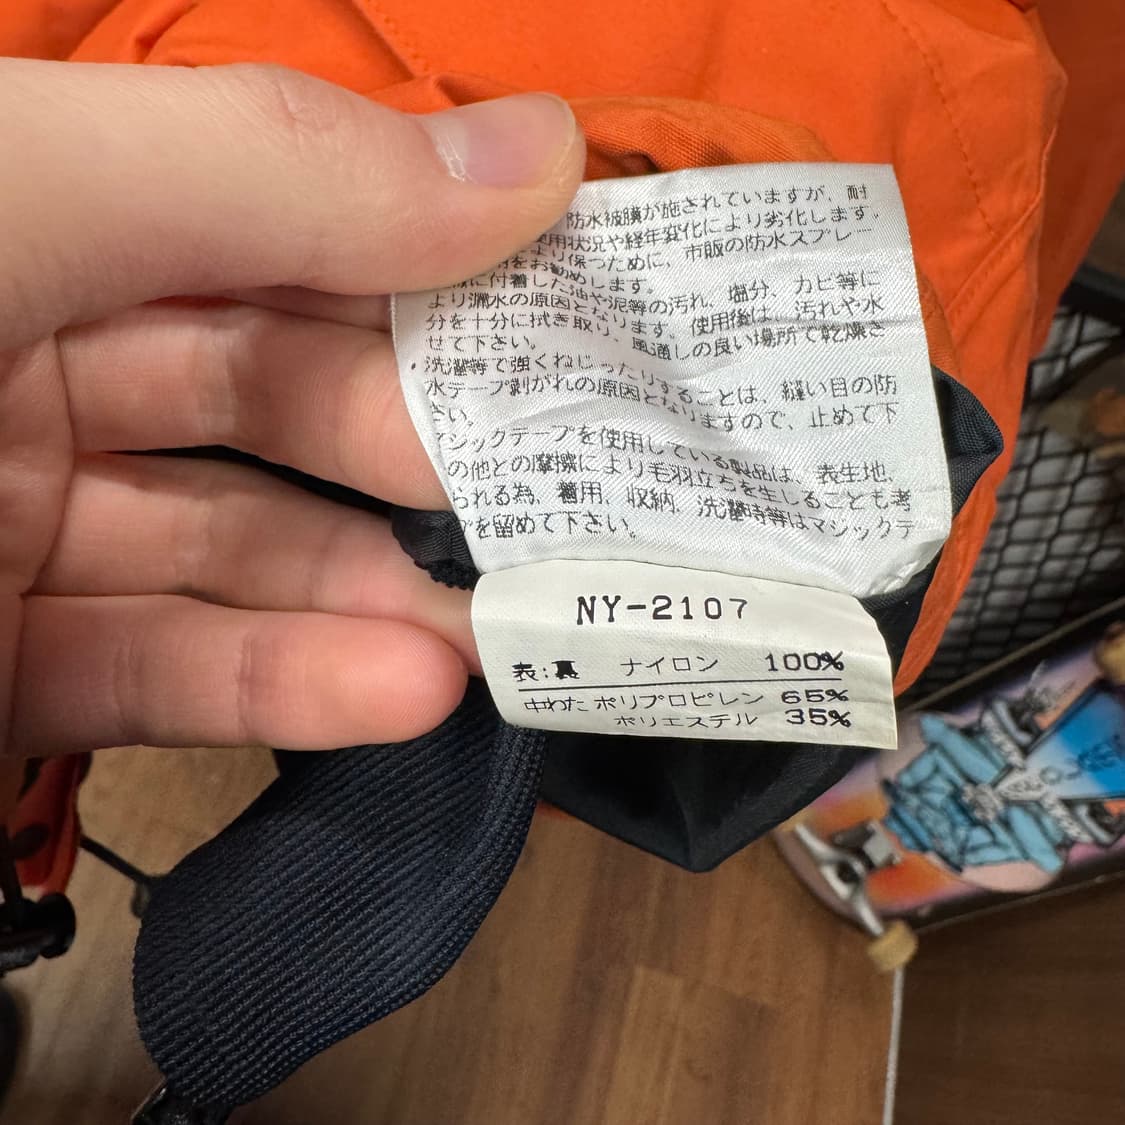 防水被膜が施されていますが、耐
使用状況や経年変化により劣化します。
より保つために、市販の防水スプレー
用をお勧めします。
に付着した油や泥等の汚れ、塩分、カビ等に
より漏水の原因となります。使用後は、汚れや水
分を十分に拭き取り、風通しの良い場所で乾燥さ
せて下さい。
・洗濯等で強くねじったりすることは、縫い目の防
水テープ剥がれの原因となりますので、止めて下
さい。
マジックテープを使用している製品は、表生地、
の他との摩擦により毛羽立ちを生じることも考
られる為、着用、収納、洗濯時等はマジックテ
プを留めて下さい。
NY-2107
表:裏 ナイロン 100%
中わた ポリプロピレン 65%
ポリエステル 35%